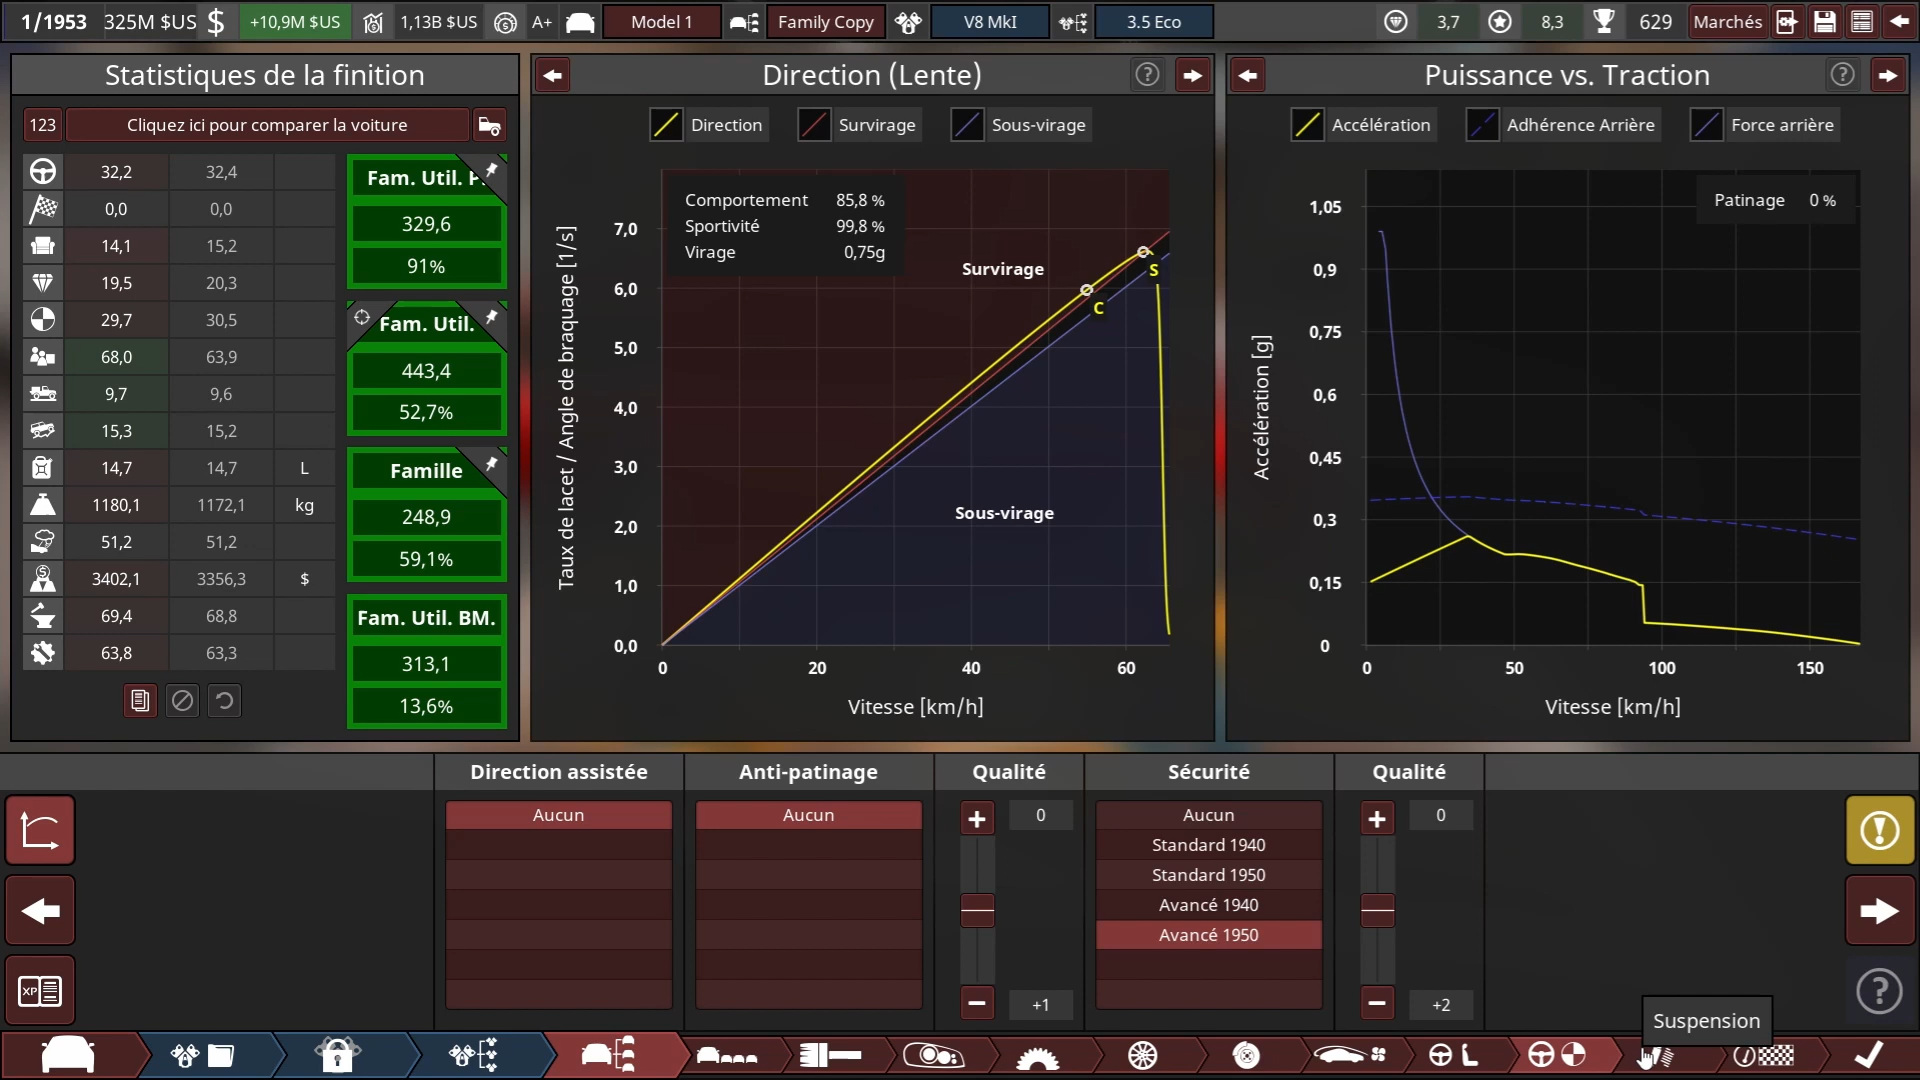 1/1953
325M $US
+10,9M $US
1,13B $US
A+
Model 1
Family Copy
V8 MkI
3.5 Eco
3,7
8,3
629
Marchés
Statistiques de la finition
123
Cliquez ici pour comparer la voiture
32,2 32,4
0,0 0,0
14,1 15,2
19,5 20,3
29,7 30,5
68,0 63,9
9,7 9,6
15,3 15,2
14,7 14,7 L
1180,1 1172,1 kg
51,2 51,2
3402,1 3356,3 $
69,4 68,8
63,8 63,3
Fam. Util. P.
329,6
91%
Fam. Util.
443,4
52,7%
Famille
248,9
59,1%
Fam. Util. BM.
313,1
13,6%
Direction (Lente)
?
Direction
Survirage
Sous-virage
Comportement 85,8 %
Sportivité 99,8 %
Virage 0,75g
Survirage
S
C
Sous-virage
Taux de lacet / Angle de braquage [1/s]
7,0
6,0
5,0
4,0
3,0
2,0
1,0
0,0
0 20 40 60
Vitesse [km/h]
Puissance vs. Traction
?
Accélération
Adhérence Arrière
Force arrière
Patinage 0 %
Accélération [g]
1,05
0,9
0,75
0,6
0,45
0,3
0,15
0
0 50 100 150
Vitesse [km/h]
Direction assistée
Aucun
Anti-patinage
Aucun
Qualité
0
+1
Sécurité
Aucun
Standard 1940
Standard 1950
Avancé 1940
Avancé 1950
Qualité
0
+2
XP
?
Suspension